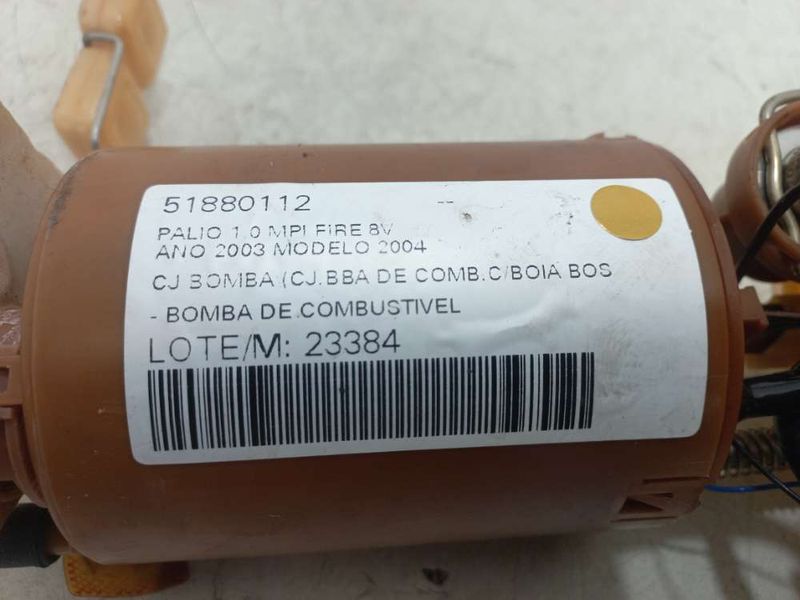 51880112 --
PALIO 1.0 MPI FIRE 8V
ANO 2003 MODELO 2004
CJ BOMBA (CJ.BBA DE COMB.C/BOIA BOS
- BOMBA DE COMBUSTIVEL
LOTE/M: 23384